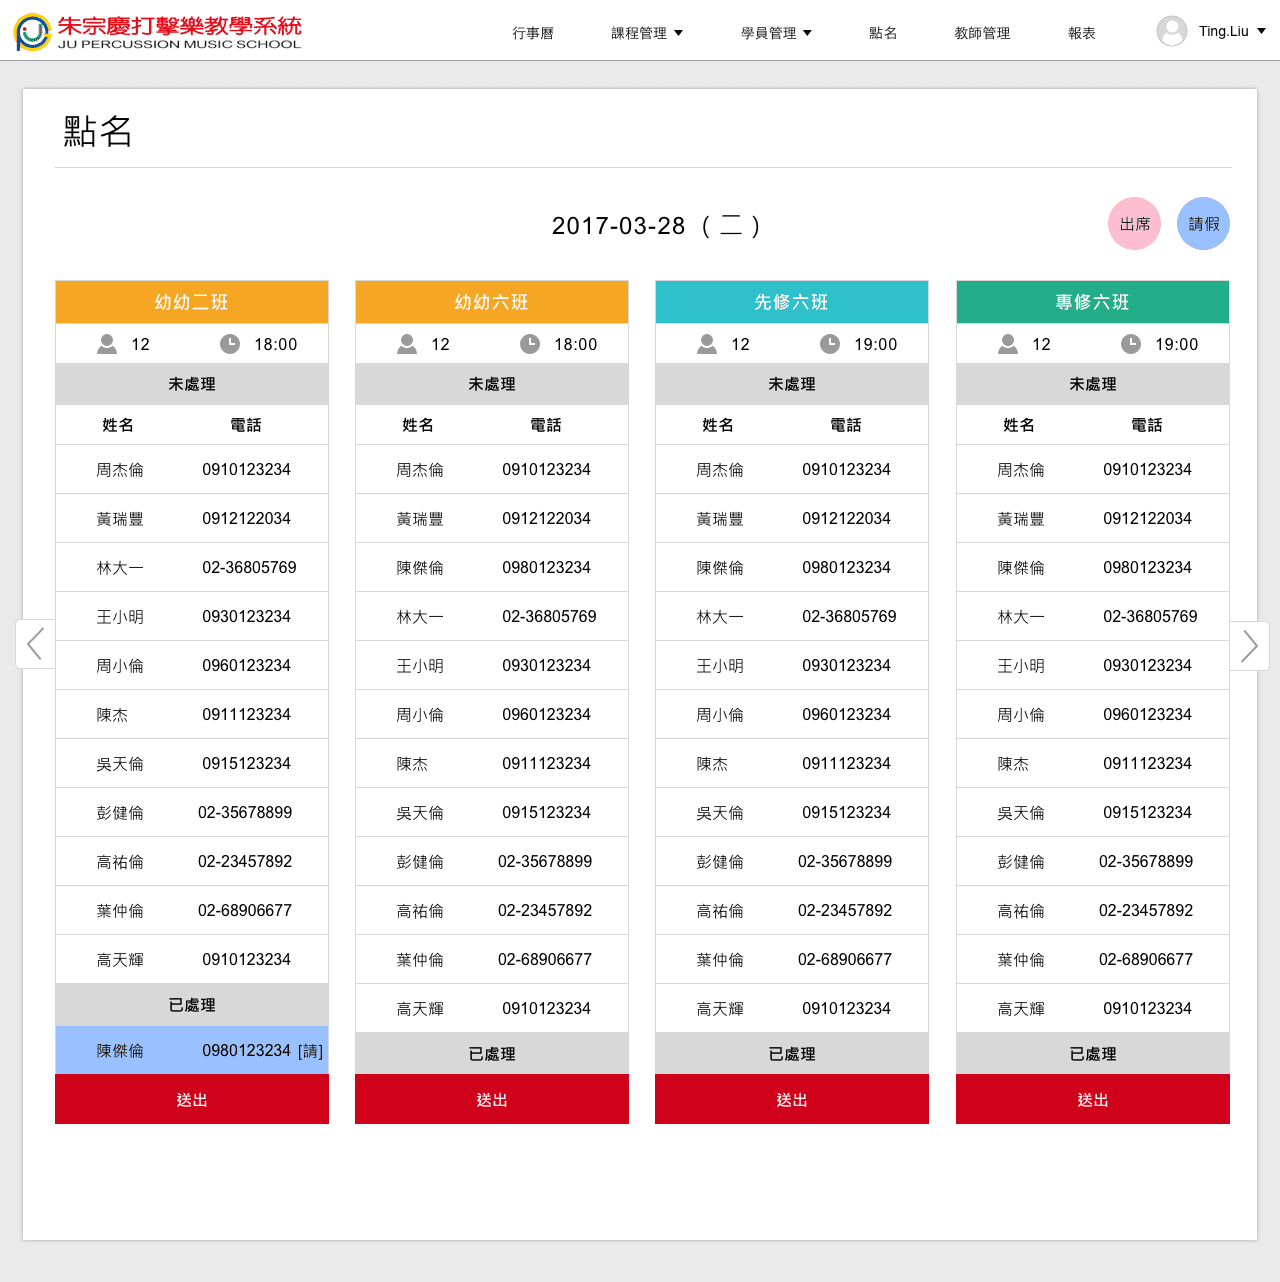 朱宗慶打擊樂教學系統
JU PERCUSSION MUSIC SCHOOL
行事曆 課程管理 學員管理 點名 教師管理 報表 Ting.Liu
點名
2017-03-28 ( 二 )
出席 請假
幼幼二班
12 18:00
未處理
姓名 電話
周杰倫 0910123234
黃瑞豐 0912122034
林大一 02-36805769
王小明 0930123234
周小倫 0960123234
陳杰 0911123234
吳天倫 0915123234
彭健倫 02-35678899
高祐倫 02-23457892
葉仲倫 02-68906677
高天輝 0910123234
已處理
陳傑倫 0980123234 [請]
送出
幼幼六班
12 18:00
未處理
姓名 電話
周杰倫 0910123234
黃瑞豐 0912122034
陳傑倫 0980123234
林大一 02-36805769
王小明 0930123234
周小倫 0960123234
陳杰 0911123234
吳天倫 0915123234
彭健倫 02-35678899
高祐倫 02-23457892
葉仲倫 02-68906677
高天輝 0910123234
已處理
送出
先修六班
12 19:00
未處理
姓名 電話
周杰倫 0910123234
黃瑞豐 0912122034
陳傑倫 0980123234
林大一 02-36805769
王小明 0930123234
周小倫 0960123234
陳杰 0911123234
吳天倫 0915123234
彭健倫 02-35678899
高祐倫 02-23457892
葉仲倫 02-68906677
高天輝 0910123234
已處理
送出
專修六班
12 19:00
未處理
姓名 電話
周杰倫 0910123234
黃瑞豐 0912122034
陳傑倫 0980123234
林大一 02-36805769
王小明 0930123234
周小倫 0960123234
陳杰 0911123234
吳天倫 0915123234
彭健倫 02-35678899
高祐倫 02-23457892
葉仲倫 02-68906677
高天輝 0910123234
已處理
送出